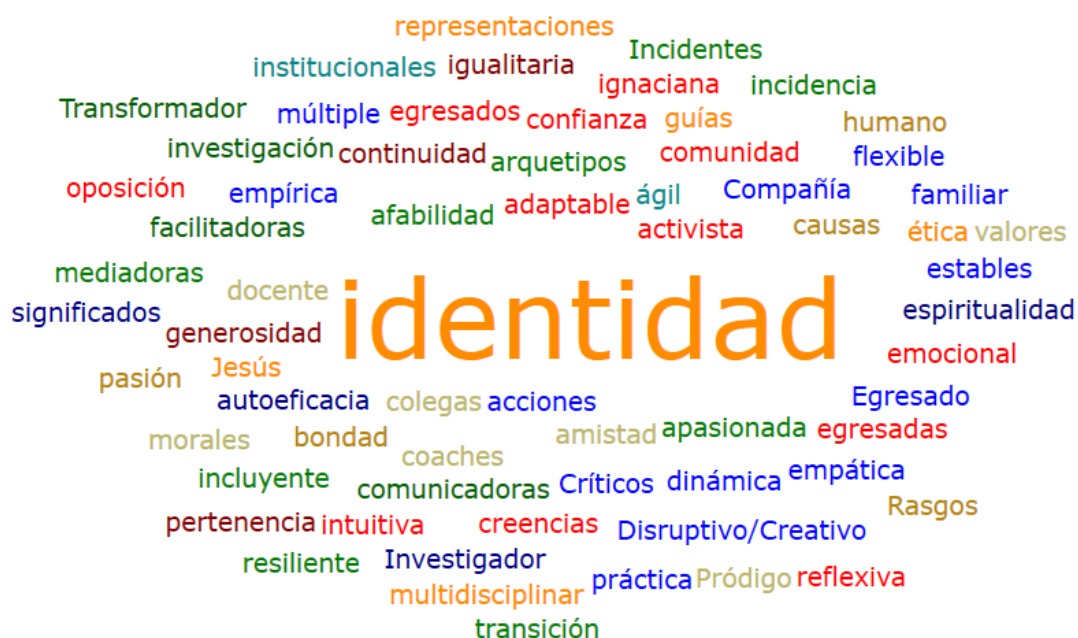 representaciones
Incidentes
institucionales igualitaria
ignaciana incidencia
Transformador múltiple egresados confianza guías humano
investigación continuidad arquetipos comunidad flexible
oposición empírica afabilidad adaptable ágil Compañía familiar
facilitadoras activista causas ética valores
mediadoras docente estables
significados generosidad identidad espiritualidad
pasión Jesús emocional
autoeficacia colegas acciones Egresado
morales bondad amistad apasionada egresadas
coaches
incluyente comunicadoras Críticos dinámica empática
pertenencia intuitiva creencias Disruptivo/Creativo Rasgos
resiliente Investigador
multidisciplinar práctica Pródigo reflexiva
transición